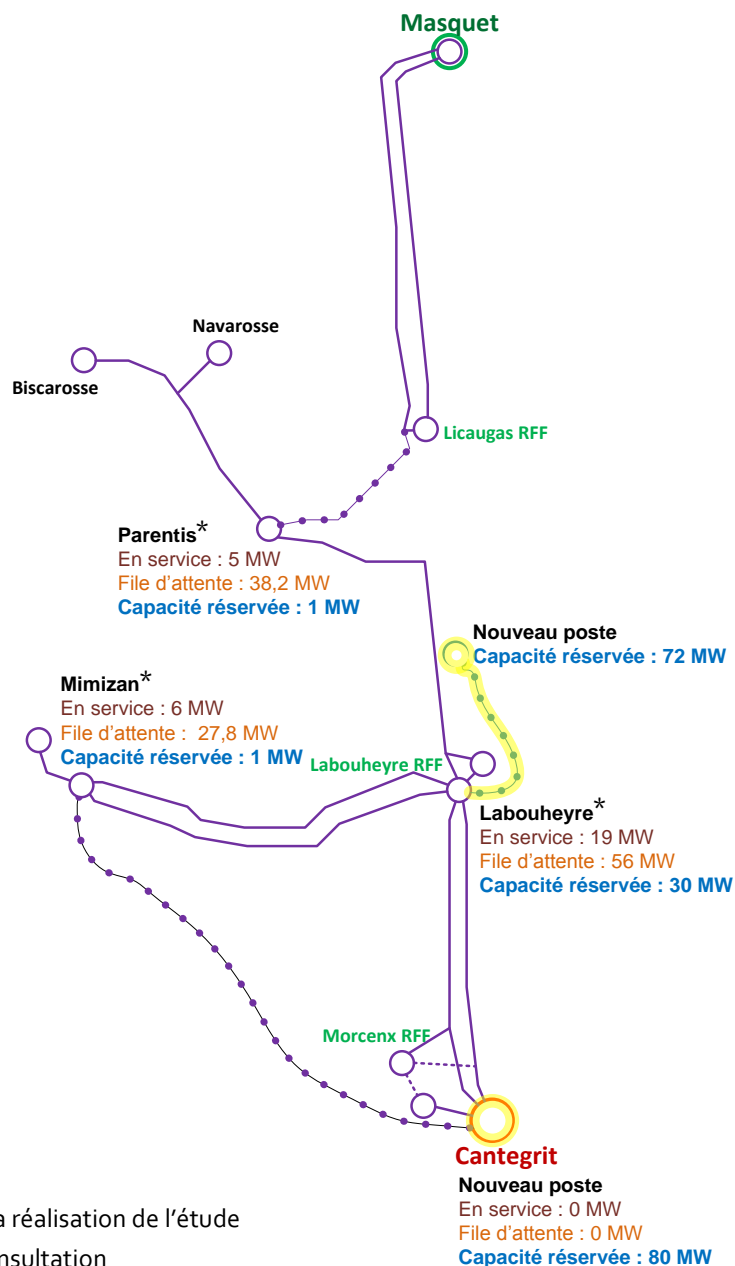 Masquet
Navarosse
Biscarosse
Licaugas RFF
Parentis*
En service : 5 MW
File d'attente : 38,2 MW
Capacité réservée : 1 MW
Nouveau poste
Capacité réservée : 72 MW
Mimizan*
En service : 6 MW
File d'attente :  27,8 MW
Capacité réservée : 1 MW
Labouheyre RFF
Labouheyre*
En service : 19 MW
File d'attente : 56 MW
Capacité réservée : 30 MW
Morcenx RFF
Cantegrit
Nouveau poste
En service : 0 MW
File d'attente : 0 MW
Capacité réservée : 80 MW
a réalisation de l'étude
nsultation